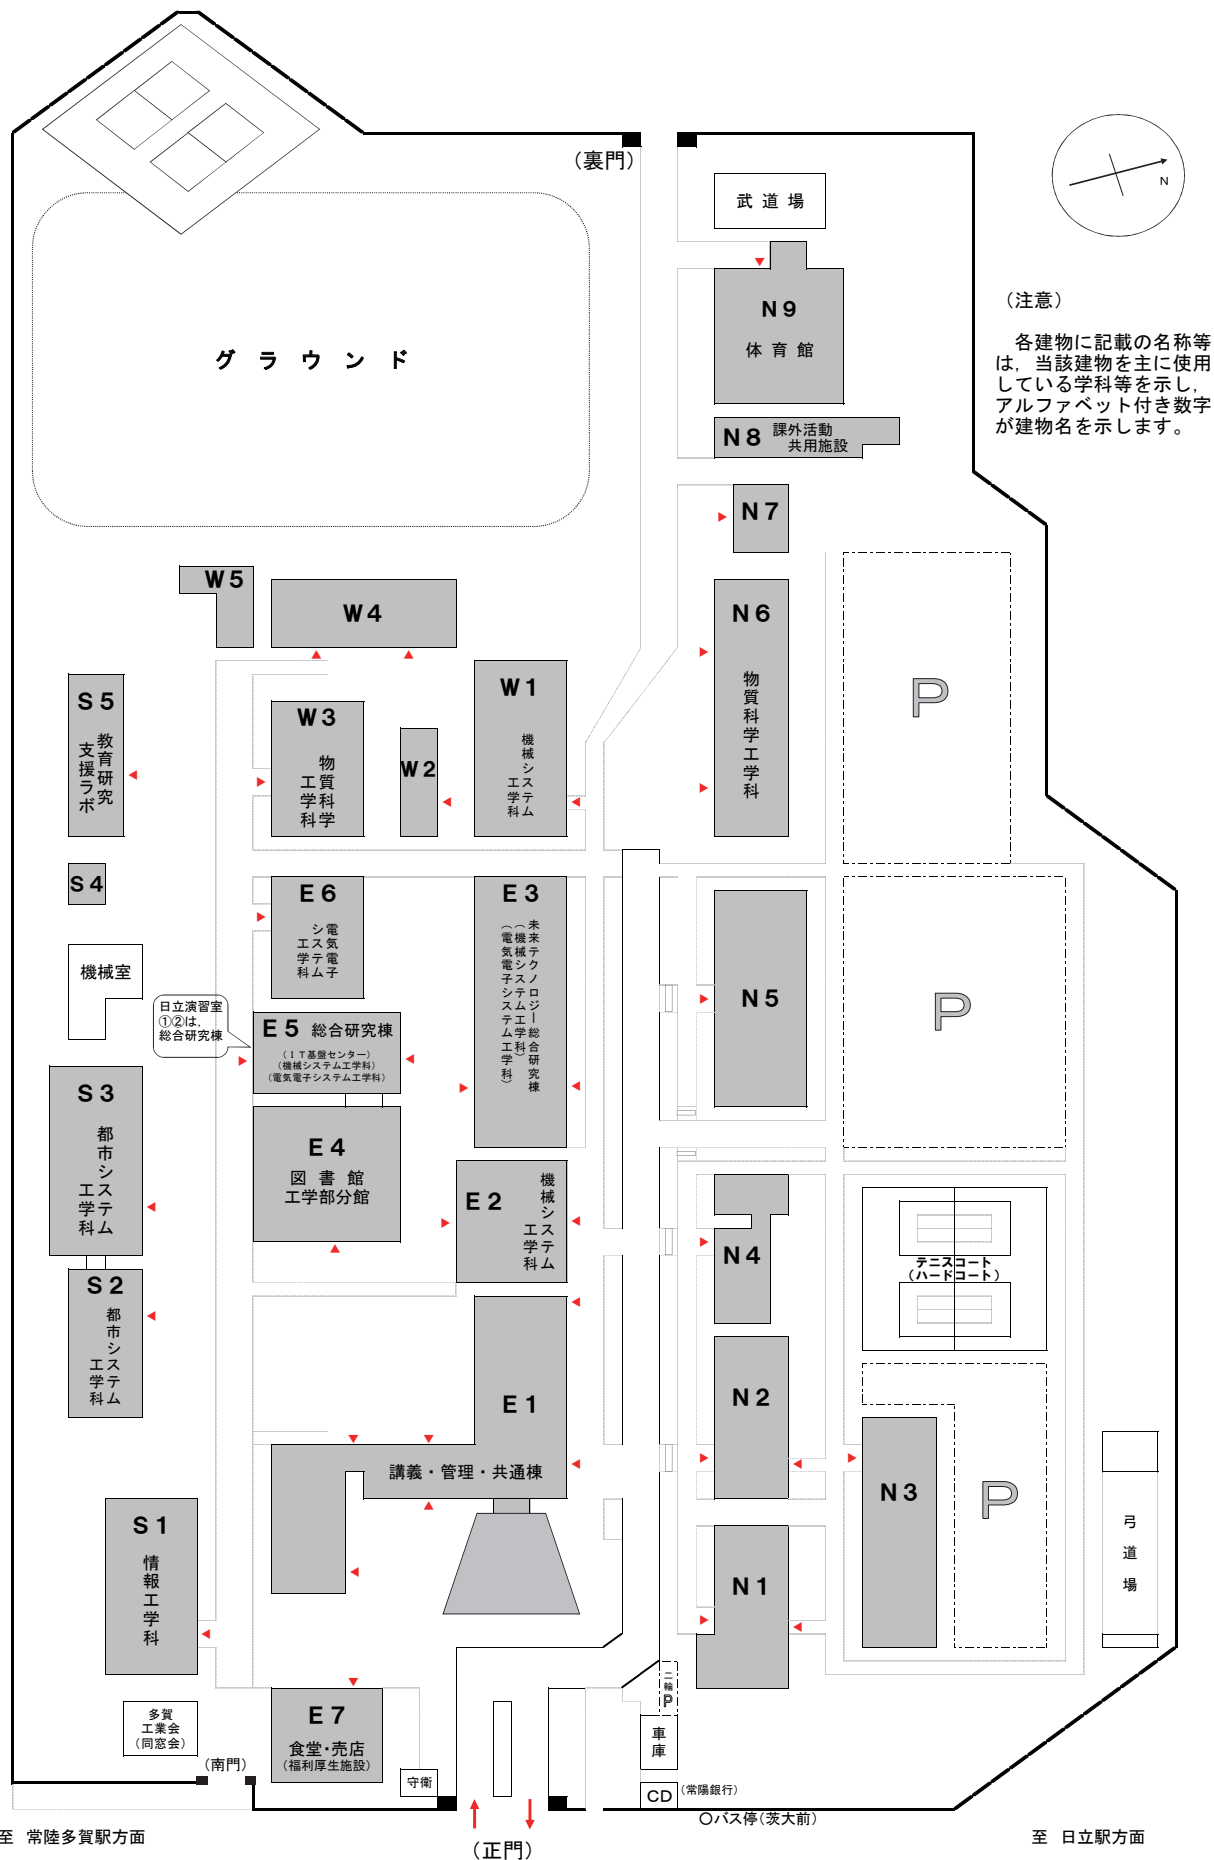 （裏門）
武道場
N
N9
体育館
（注意）
各建物に記載の名称等
は，当該建物を主に使用
している学科等を示し，
アルファベット付き数字
が建物名を示します。
グラウンド
N8 課外活動
共用施設
N7
W5
W4
N6
物質科学工学科
P
S5
教育研究
支援ラボ
W3
物質科学
工学科
W2
W1
機械システム
工学科
S4
E6
電気電子
システム
工学科
E3
未来テクノロジー総合研究棟
（機械システム工学科）
（電気電子システム工学科）
N5
P
機械室
日立演習室
①②は，
総合研究棟
E5 総合研究棟
（ＩＴ基盤センター）
（機械システム工学科）
（電気電子システム工学科）
S3
都市システム
工学科
E4
図書館
工学部分館
E2
機械システム
工学科
N4
テニスコート
（ハードコート）
S2
都市システム
工学科
E1
講義・管理・共通棟
N2
N3
P
弓道場
S1
情報工学科
N1
二輪P
多賀
工業会
（同窓会）
E7
食堂・売店
（福利厚生施設）
車庫
（南門）
守衛
CD
（常陽銀行）
〇バス停（茨大前）
至 常陸多賀駅方面
（正門）
至 日立駅方面